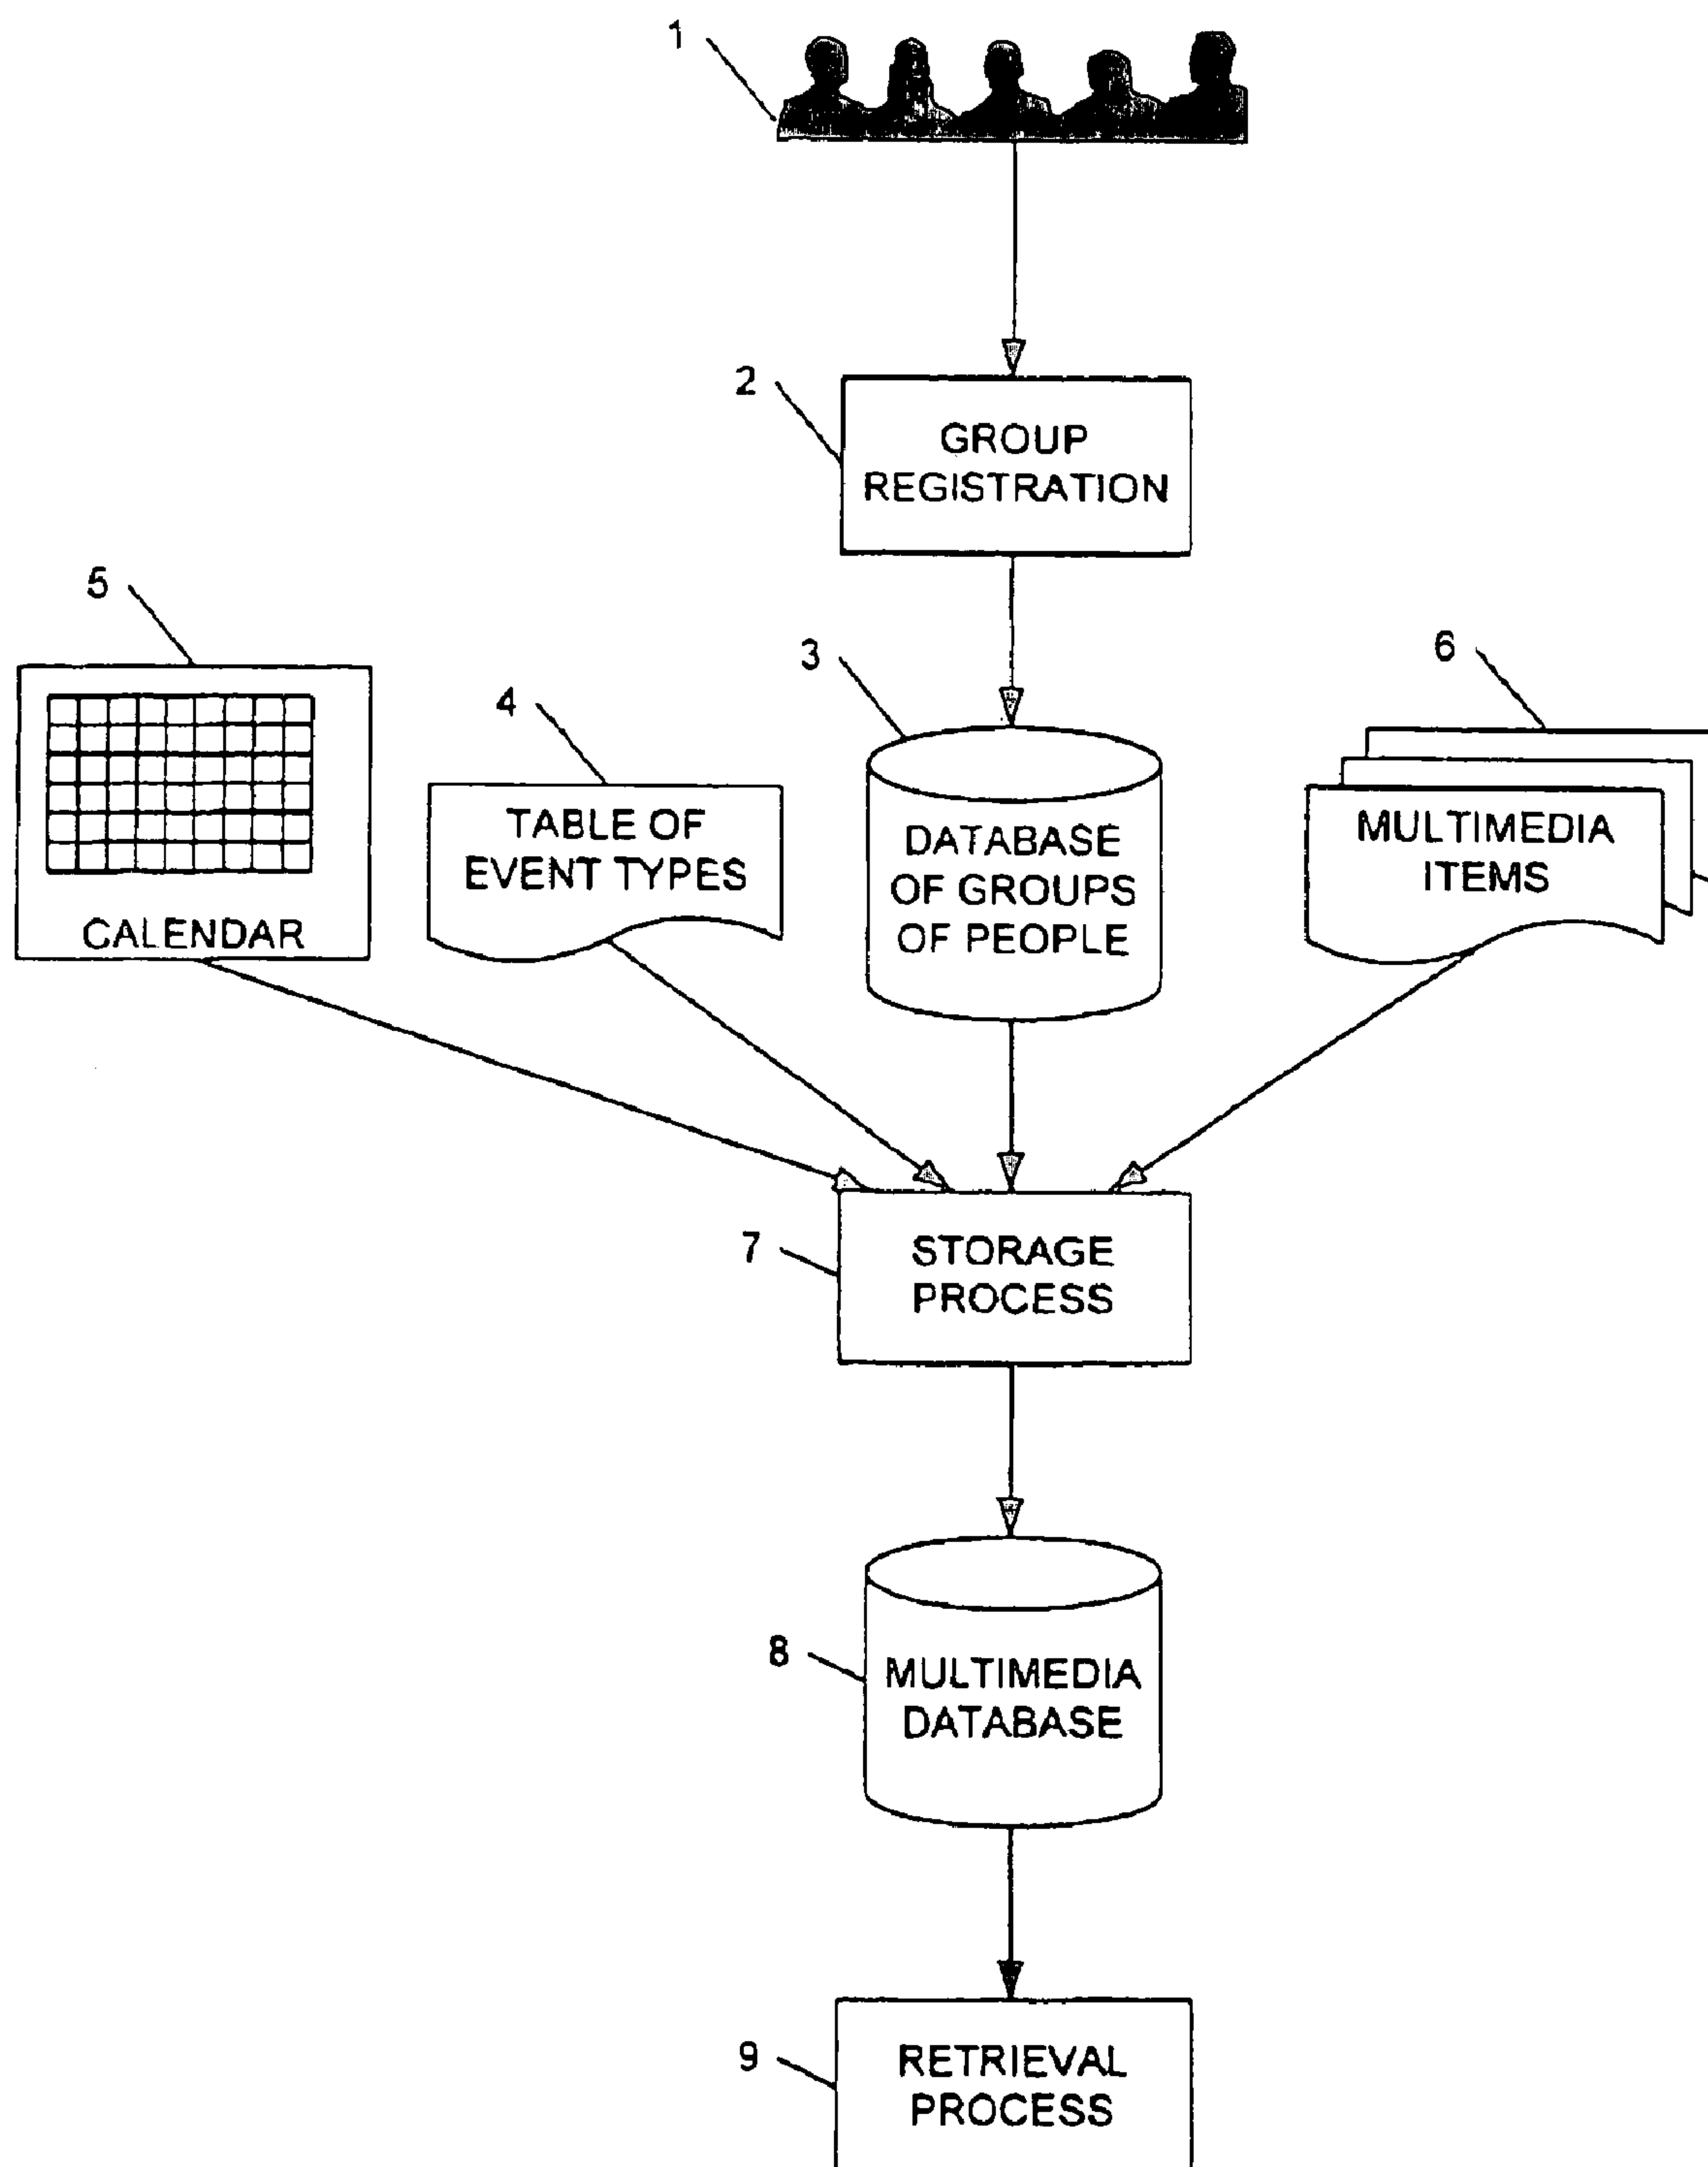 1
2
GROUP
REGISTRATION
5
3
6
4
TABLE OF
EVENT TYPES
DATABASE
OF GROUPS
OF PEOPLE
MULTIMEDIA
ITEMS
CALENDAR
7
STORAGE
PROCESS
8
MULTIMEDIA
DATABASE
9
RETRIEVAL
PROCESS